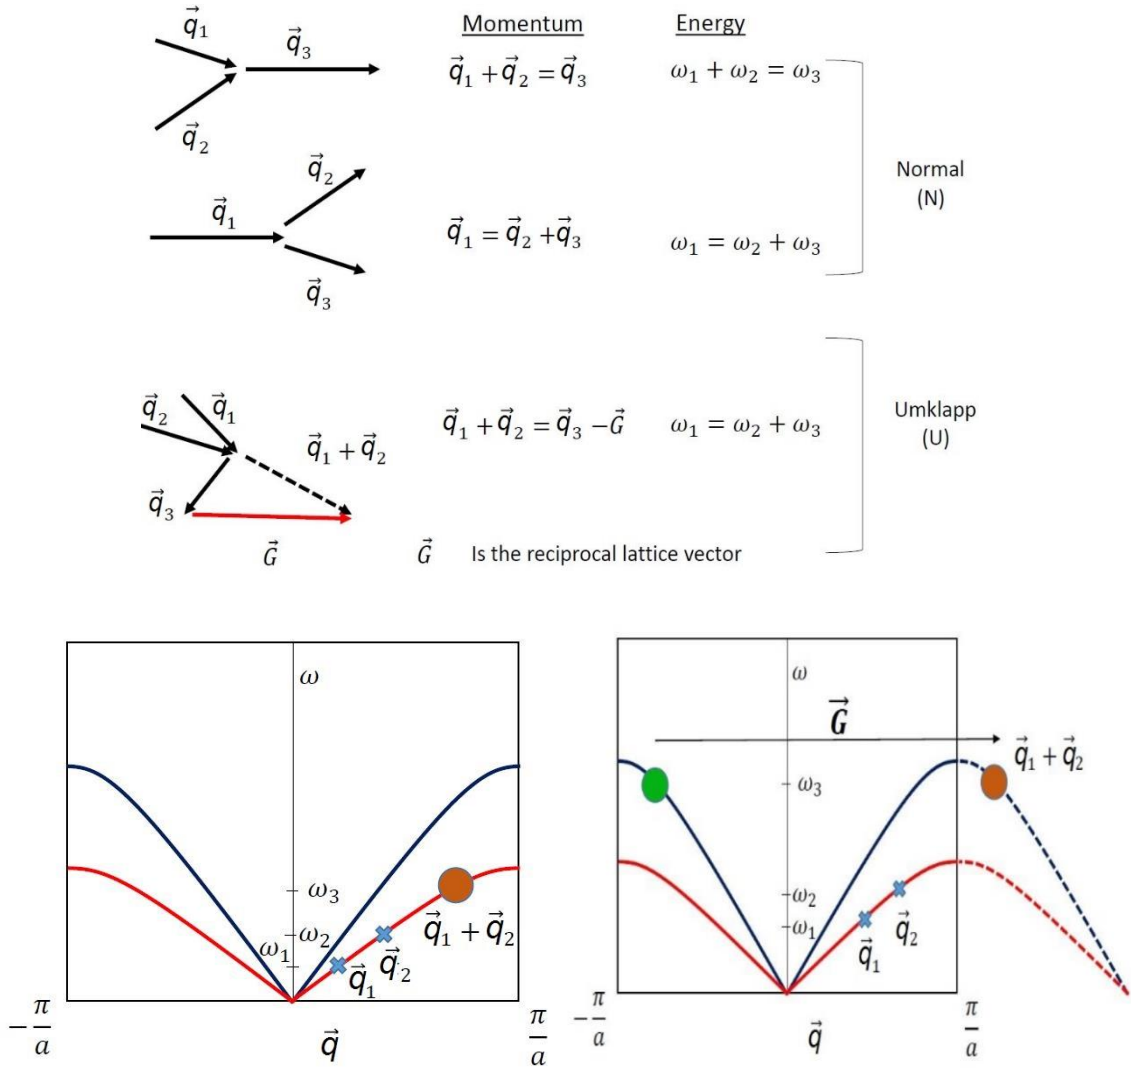 Momentum Energy
q⃗₁ q⃗₃ q⃗₁ + q⃗₂ = q⃗₃ ω₁ + ω₂ = ω₃
q⃗₂
Normal
(N)
q⃗₂
q⃗₁ q⃗₁ = q⃗₂ + q⃗₃ ω₁ = ω₂ + ω₃
q⃗₃
q⃗₂ q⃗₁ q⃗₁ + q⃗₂ q⃗₁ + q⃗₂ = q⃗₃ − G⃗ ω₁ = ω₂ + ω₃
Umklapp
(U)
q⃗₃
G⃗ G⃗ Is the reciprocal lattice vector
ω
ω₃
ω₂
ω₁
q⃗₁ q⃗₂ q⃗₁ + q⃗₂
−π/a q⃗ π/a
ω
G⃗
q⃗₁ + q⃗₂
ω₃
ω₂
ω₁
q⃗₁ q⃗₂
−π/a q⃗ π/a